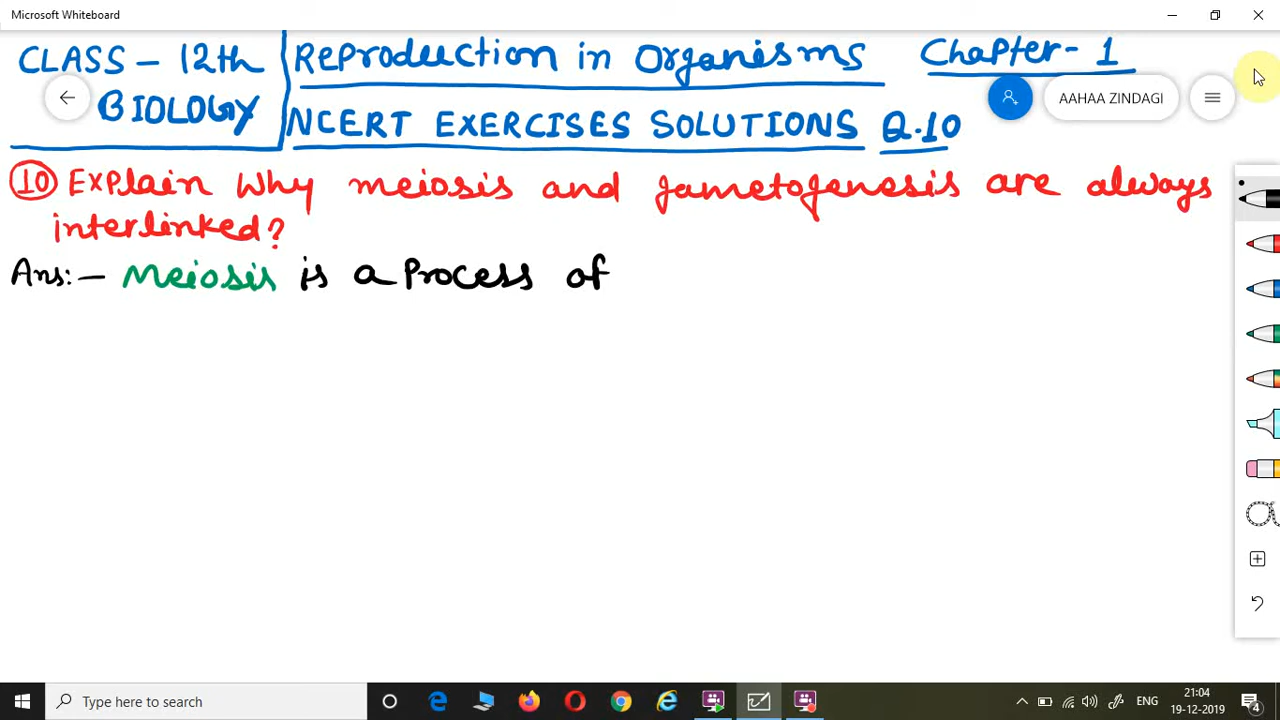 Microsoft Whiteboard
CLASS - 12th
BIOLOGY
Reproduction in Organisms Chapter- 1
NCERT EXERCISES SOLUTIONS Q.10
AAHAA ZINDAGI
10 Explain Why meiosis and gametogenesis are always
interlinked?
Ans:- Meiosis is a Process of
Type here to search
ENG
21:04
19-12-2019
4